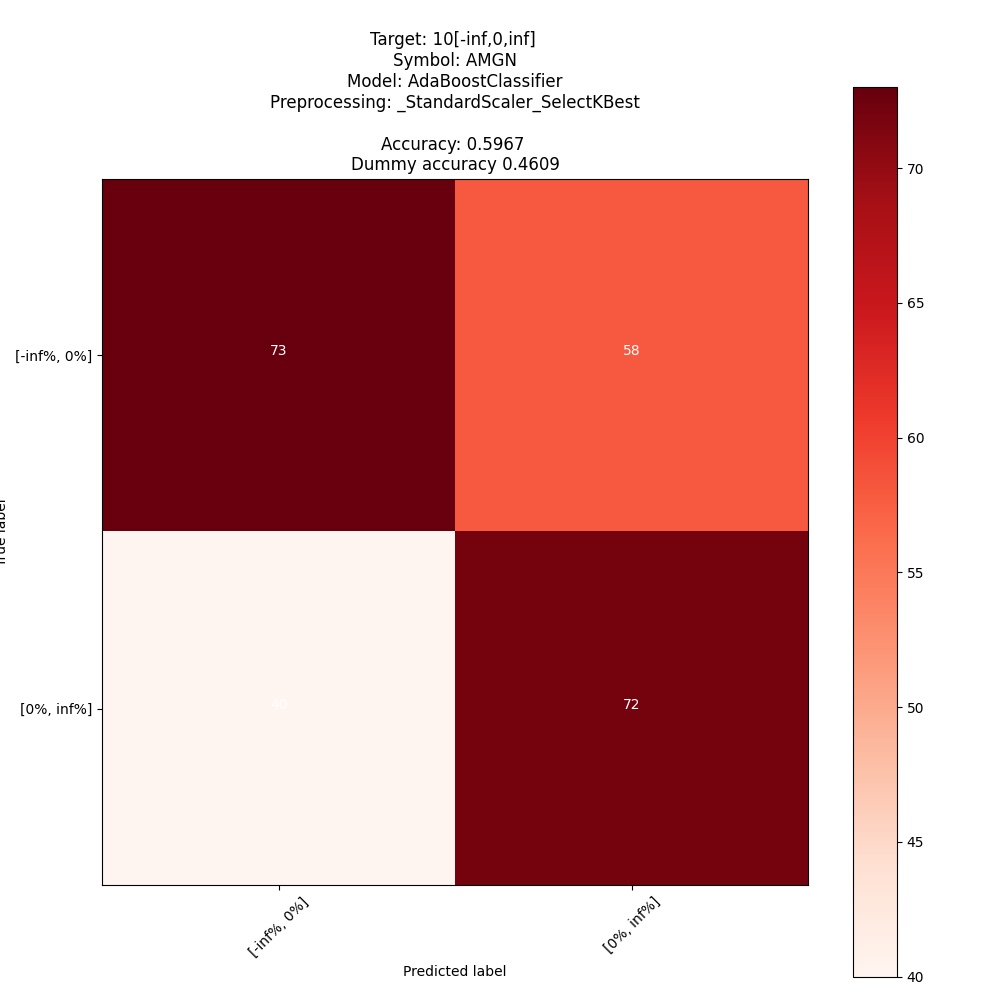 Target: 10[-inf,0,inf]
Symbol: AMGN
Model: AdaBoostClassifier
Preprocessing: _StandardScaler_SelectKBest
Accuracy: 0.5967
Dummy accuracy 0.4609
73
58
[-inf%, 0%]
True label
40
72
[0%, inf%]
[-inf%, 0%]
[0%, inf%]
Predicted label
70
65
60
55
50
45
40